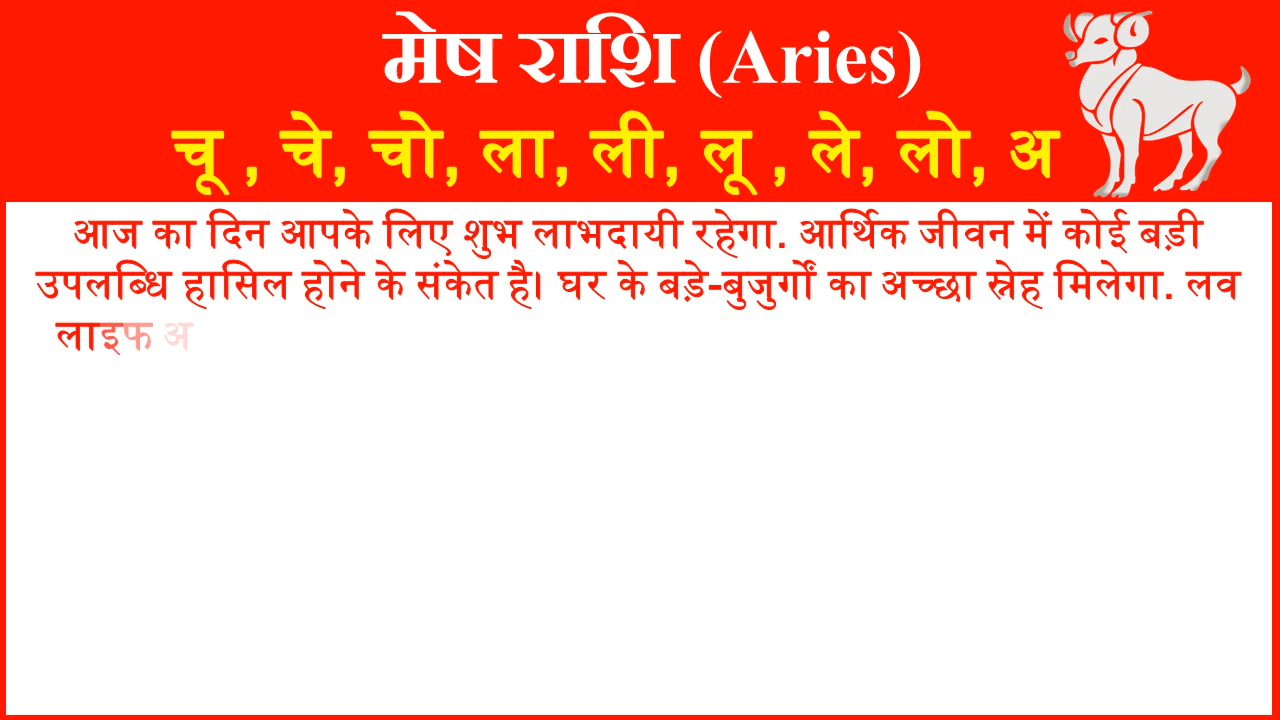 मेष राशि (Aries)
चू , चे, चो, ला, ली, लू , ले, लो, अ
आज का दिन आपके लिए शुभ लाभदायी रहेगा. आर्थिक जीवन में कोई बड़ी
उपलब्धि हासिल होने के संकेत है। घर के बड़े-बुजुर्गों का अच्छा स्नेह मिलेगा. लव
लाइफ अ